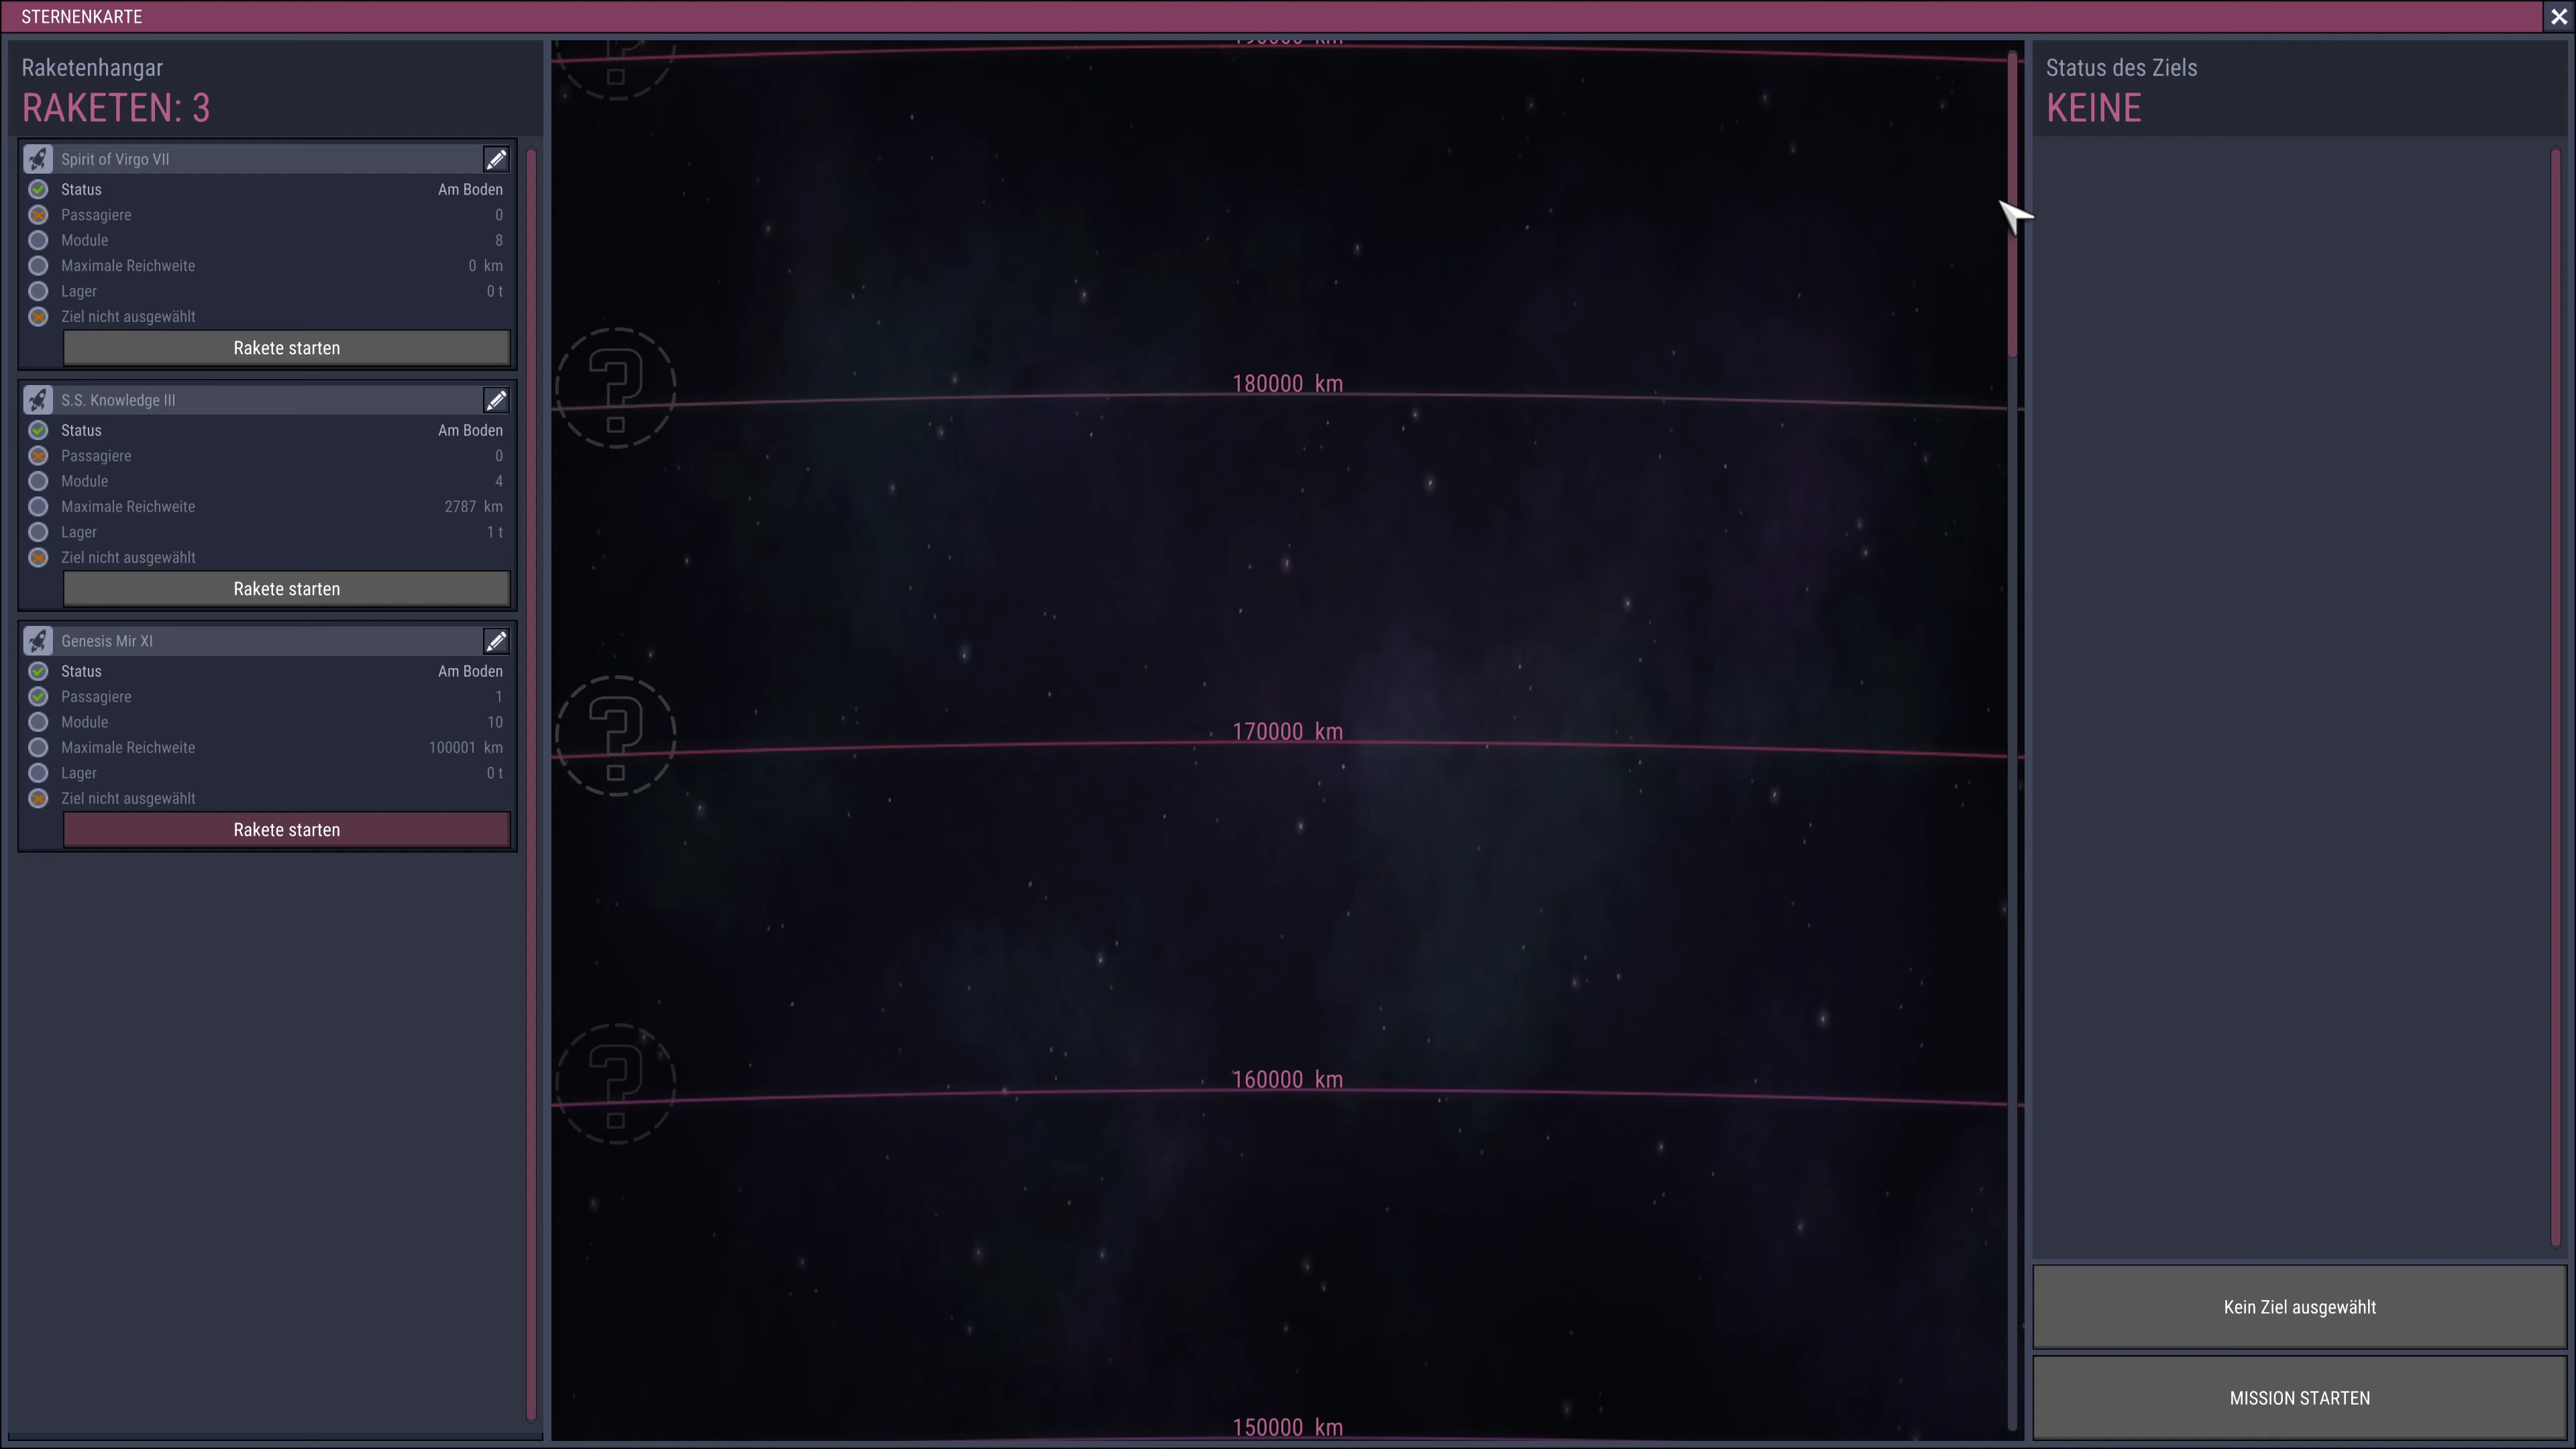 STERNENKARTE
Raketenhangar
RAKETEN: 3
Spirit of Virgo VII
Status Am Boden
Passagiere 0
Module 8
Maximale Reichweite 0 km
Lager 0 t
Ziel nicht ausgewählt
Rakete starten
S.S. Knowledge III
Status Am Boden
Passagiere 0
Module 4
Maximale Reichweite 2787 km
Lager 1 t
Ziel nicht ausgewählt
Rakete starten
Genesis Mir XI
Status Am Boden
Passagiere 1
Module 10
Maximale Reichweite 100001 km
Lager 0 t
Ziel nicht ausgewählt
Rakete starten
190000 km
?
?
180000 km
?
170000 km
?
160000 km
150000 km
Status des Ziels
KEINE
Kein Ziel ausgewählt
MISSION STARTEN